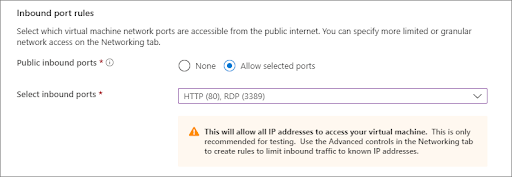 Inbound port rules
Select which virtual machine network ports are accessible from the public internet. You can specify more limited or granular
network access on the Networking tab.
Public inbound ports * ⓘ
None
Allow selected ports
Select inbound ports *
HTTP (80), RDP (3389)
This will allow all IP addresses to access your virtual machine. This is only
recommended for testing. Use the Advanced controls in the Networking tab
to create rules to limit inbound traffic to known IP addresses.